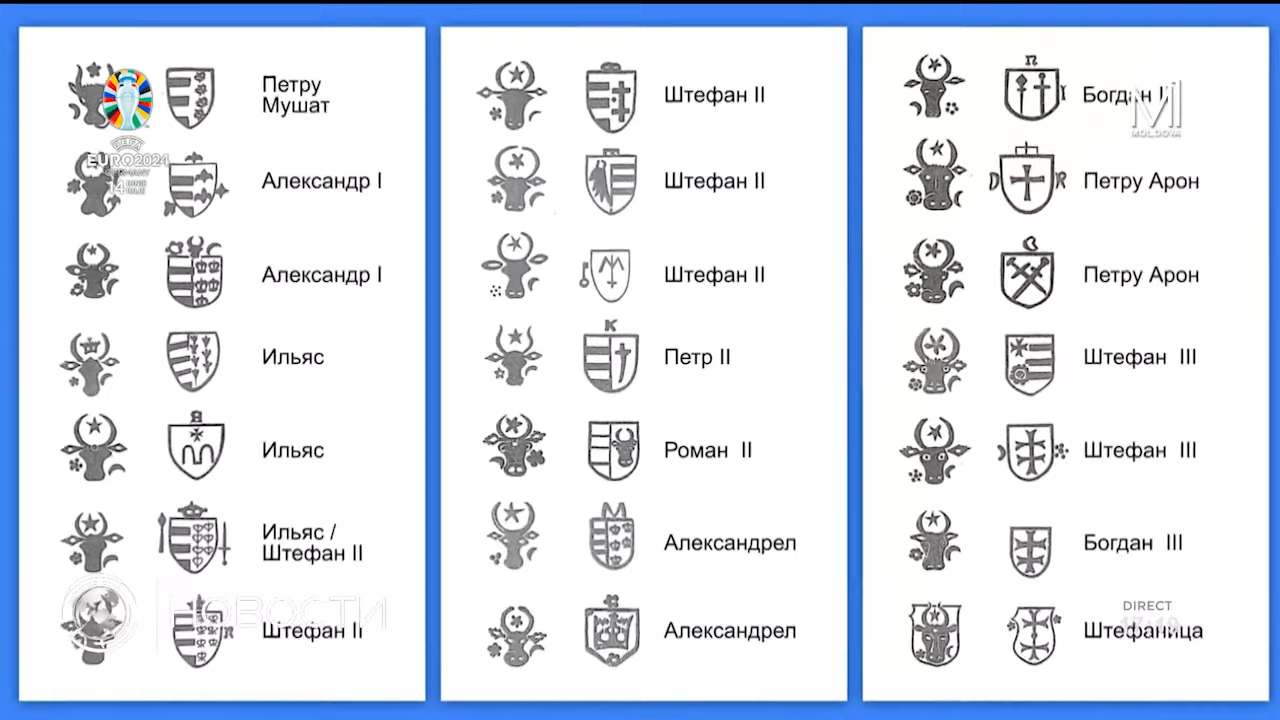 Петру
Мушат
Александр I
Александр I
Ильяс
Ильяс
Ильяс /
Штефан II
Штефан II
Штефан II
Штефан II
Штефан II
Петр II
Роман II
Александрел
Александрел
Богдан
Петру Арон
Петру Арон
Штефан III
Штефан III
Богдан III
Штефаница
EURO2024
GERMANY
14
НОВОСТИ
MOLDOVA
DIRECT